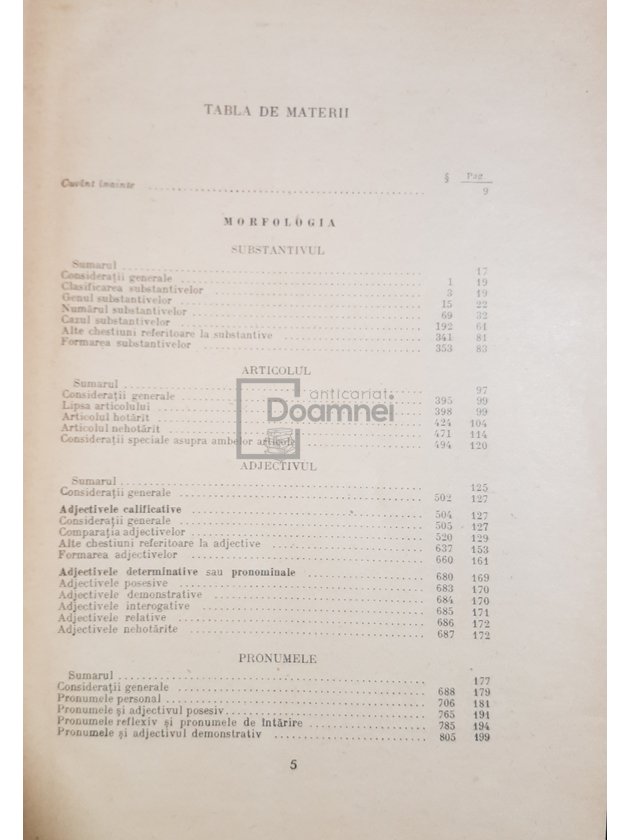 TABLA DE MATERII
§ Pag.
Cuvânt înainte 9
MORFOLOGIA
SUBSTANTIVUL
Sumarul 17
Considerații generale 1 19
Clasificarea substantivelor 3 19
Genul substantivelor 15 22
Numărul substantivelor 69 32
Cazul substantivelor 192 61
Alte chestiuni referitoare la substantive 341 81
Formarea substantivelor 353 83
ARTICOLUL
Sumarul 97
Considerații generale 395 99
Lipsa articolului 398 99
Articolul hotărît 424 104
Articolul nehotărît 471 114
Considerații speciale asupra ambelor articole 494 120
anticariat
Doamnei
ADJECTIVUL
Sumarul 125
Considerații generale 502 127
Adjectivele calificative 504 127
Considerații generale 505 127
Comparația adjectivelor 520 129
Alte chestiuni referitoare la adjective 637 153
Formarea adjectivelor 660 161
Adjectivele determinative sau pronominale 680 169
Adjectivele posesive 683 170
Adjectivele demonstrative 684 170
Adjectivele interogative 685 171
Adjectivele relative 686 172
Adjectivele nehotărîte 687 172
PRONUMELE
Sumarul 177
Considerații generale 688 179
Pronumele personal 706 181
Pronumele și adjectivul posesiv 765 191
Pronumele reflexiv și pronumele de întărire 785 194
Pronumele și adjectivul demonstrativ 805 199
5